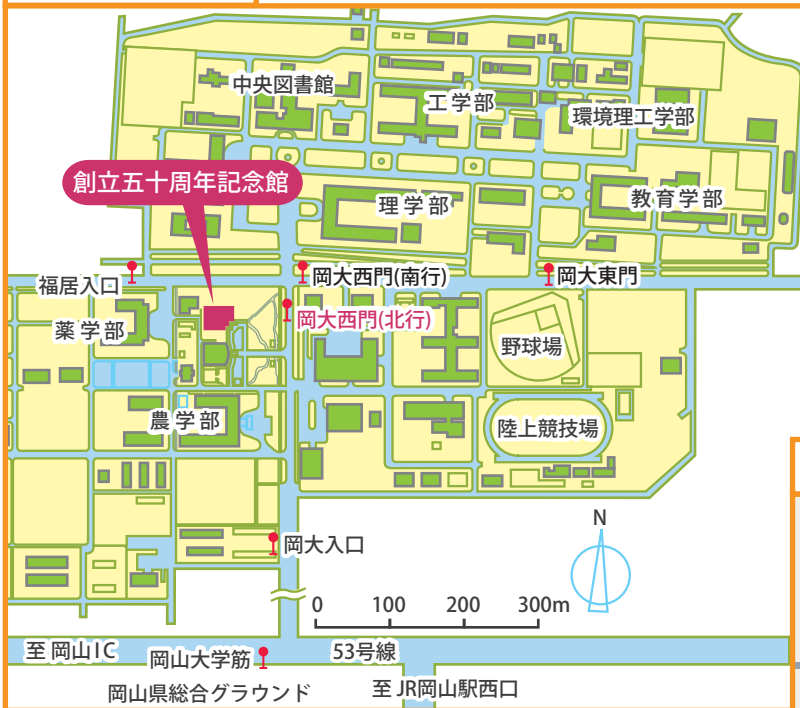 中央図書館
工学部
環境理工学部
創立五十周年記念館
理学部
教育学部
福居入口
岡大西門(南行)
岡大東門
岡大西門(北行)
薬学部
野球場
農学部
陸上競技場
岡大入口
N
0 100 200 300m
至 岡山IC
岡山大学筋
53号線
岡山県総合グラウンド
至 JR岡山駅西口